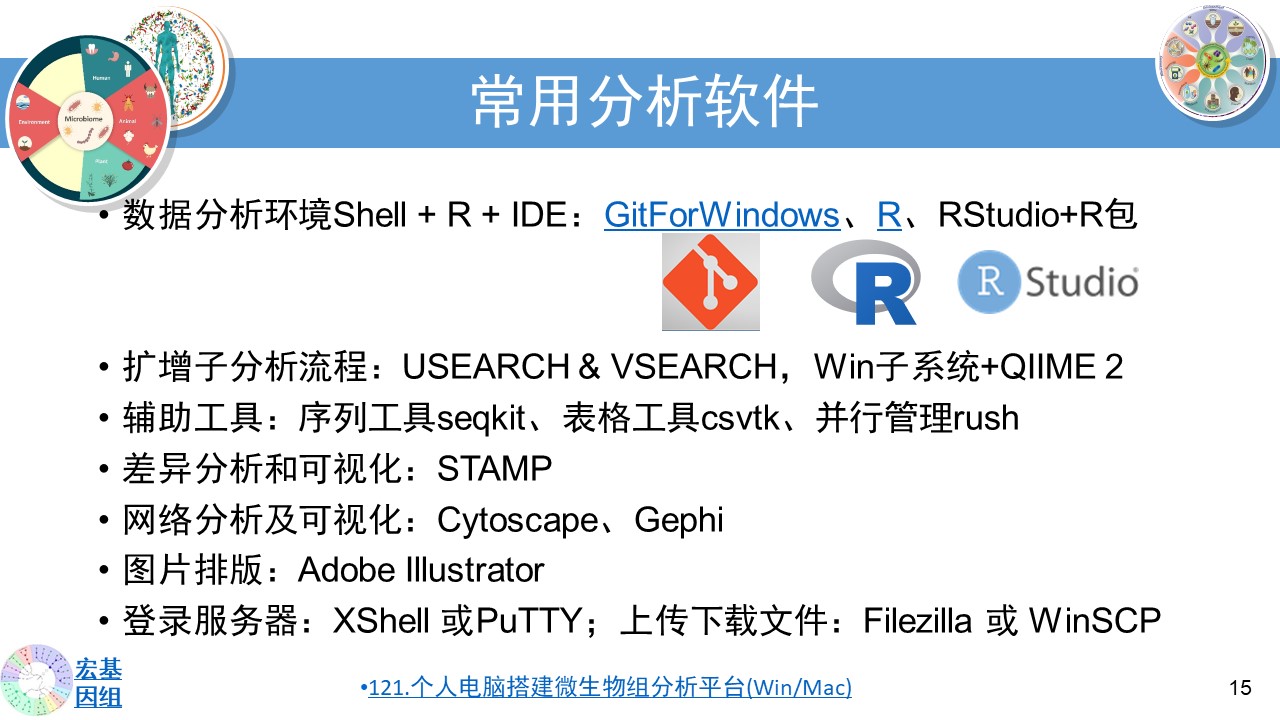 常用分析软件
Human
Environment
Microbiome
Animal
Plant
• 数据分析环境Shell + R + IDE：GitForWindows、R、RStudio+R包
R
R Studio
• 扩增子分析流程：USEARCH & VSEARCH，Win子系统+QIIME 2
• 辅助工具：序列工具seqkit、表格工具csvtk、并行管理rush
• 差异分析和可视化：STAMP
• 网络分析及可视化：Cytoscape、Gephi
• 图片排版：Adobe Illustrator
• 登录服务器：XShell 或PuTTY；上传下载文件：Filezilla 或 WinSCP
宏基
因组
•121.个人电脑搭建微生物组分析平台(Win/Mac)
15